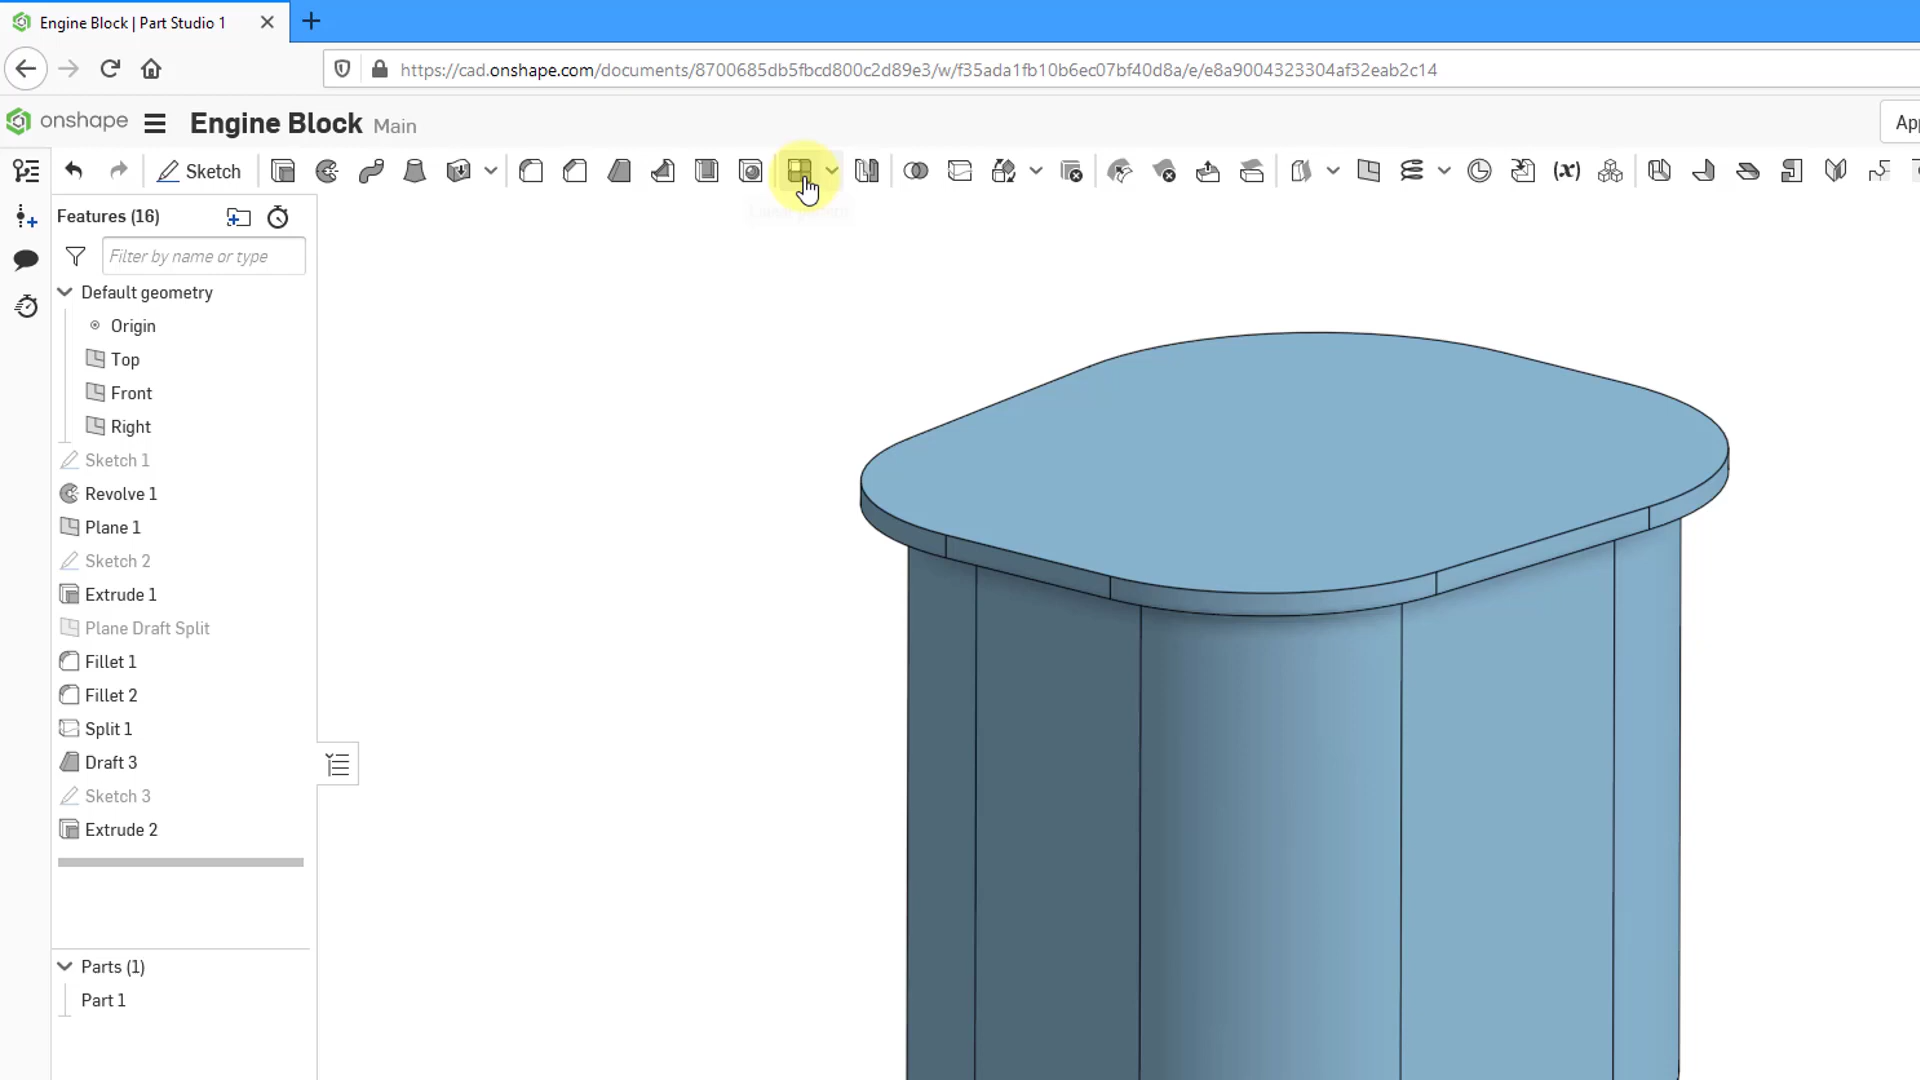 Engine Block | Part Studio 1
https://cad.onshape.com/documents/8700685db5fbcd800c2d89e3/w/f35ada1fb10b6ec07bf40d8a/e/e8a9004323304af32eab2c14
onshape
Engine Block Main
Sketch
(x)
Features (16)
Filter by name or type
Default geometry
Origin
Top
Front
Right
Sketch 1
Revolve 1
Plane 1
Sketch 2
Extrude 1
Plane Draft Split
Fillet 1
Fillet 2
Split 1
Draft 3
Sketch 3
Extrude 2
Parts (1)
Part 1